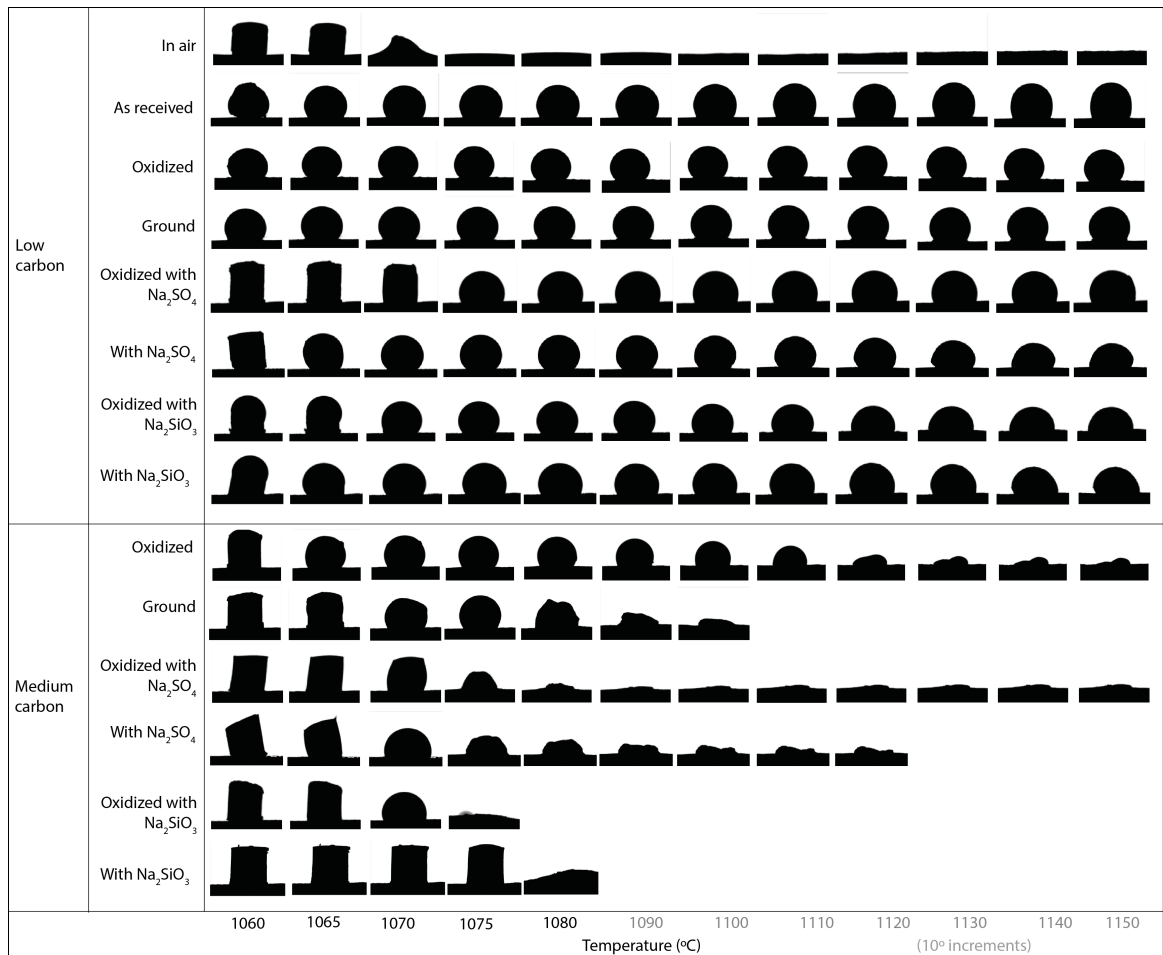 In air
As received
Oxidized
Ground
Low
carbon
Oxidized with
Na₂SO₄
With Na₂SO₄
Oxidized with
Na₂SiO₃
With Na₂SiO₃
Oxidized
Ground
Medium
carbon
Oxidized with
Na₂SO₄
With Na₂SO₄
Oxidized with
Na₂SiO₃
With Na₂SiO₃
1060 1065 1070 1075 1080 1090 1100 1110 1120 1130 1140 1150
Temperature (ºC) (10º increments)